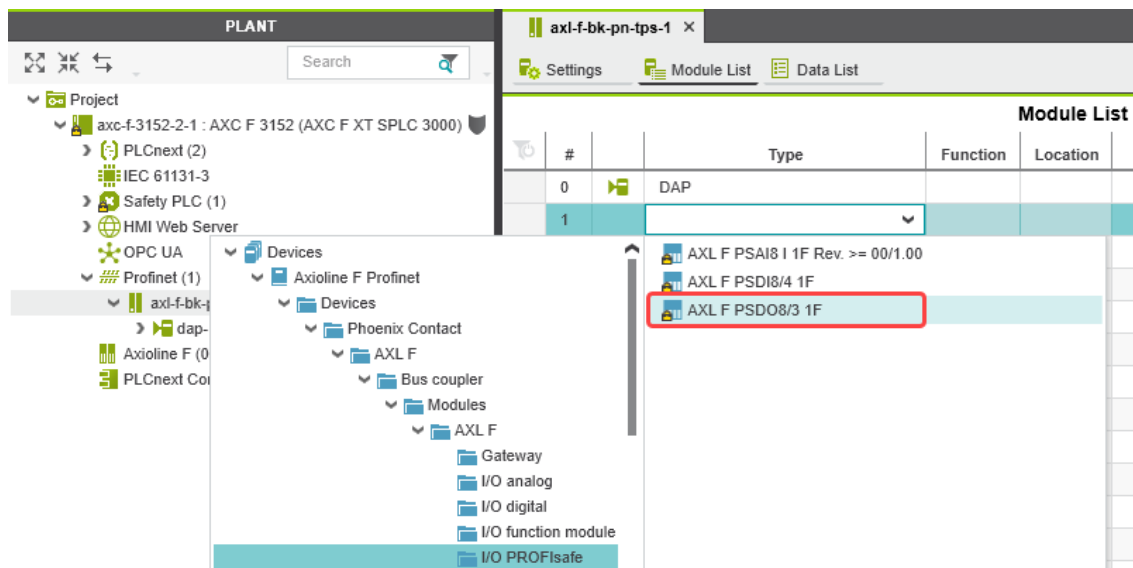 PLANT
Search
Project
axc-f-3152-2-1 : AXC F 3152 (AXC F XT SPLC 3000)
PLCnext (2)
IEC 61131-3
Safety PLC (1)
HMI Web Server
OPC UA
Profinet (1)
axl-f-bk-p
dap-
Axioline F (0
PLCnext Co
axl-f-bk-pn-tps-1 ×
Settings Module List Data List
Module List
# Type Function Location
0 DAP
1
Devices
Axioline F Profinet
Devices
Phoenix Contact
AXL F
Bus coupler
Modules
AXL F
Gateway
I/O analog
I/O digital
I/O function module
I/O PROFIsafe
AXL F PSAI8 I 1F Rev. >= 00/1.00
AXL F PSDI8/4 1F
AXL F PSDO8/3 1F